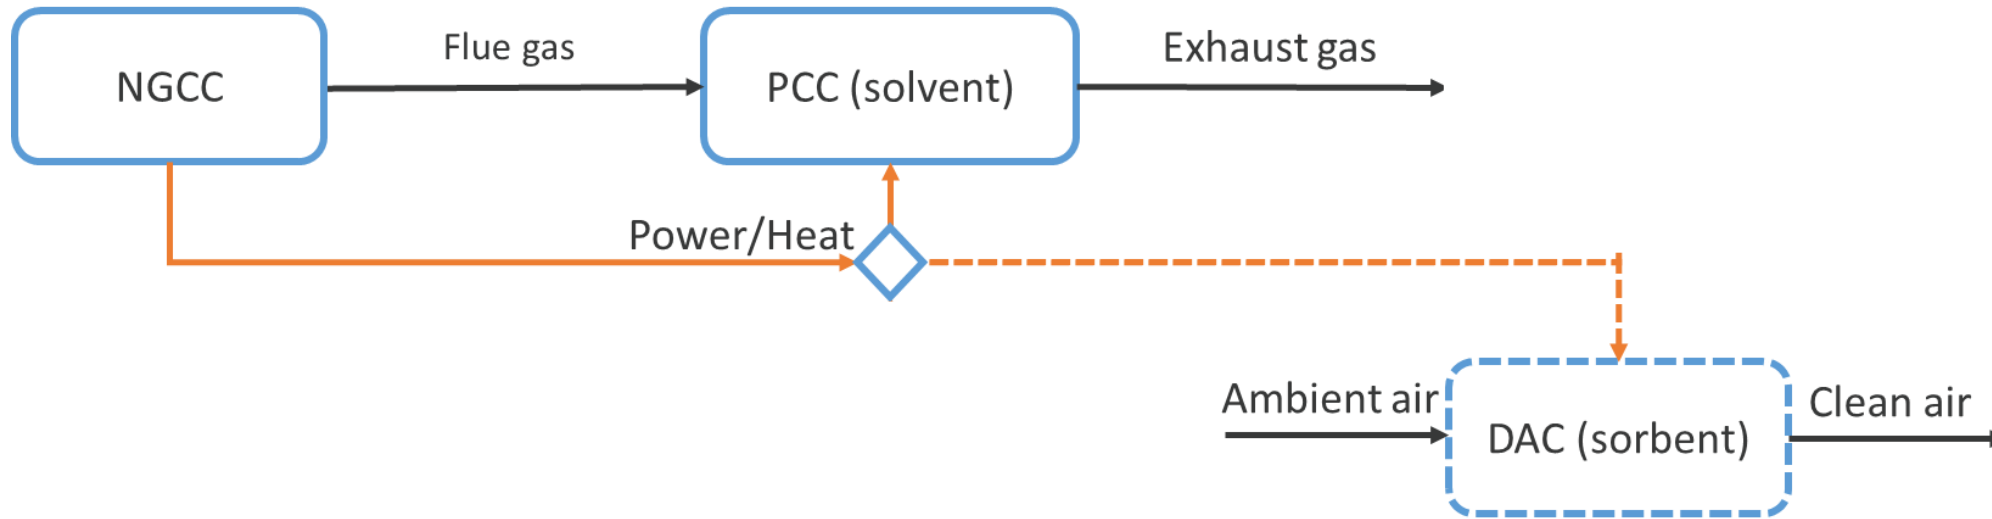 NGCC
Flue gas
PCC (solvent)
Exhaust gas
Power/Heat
Ambient air
DAC (sorbent)
Clean air